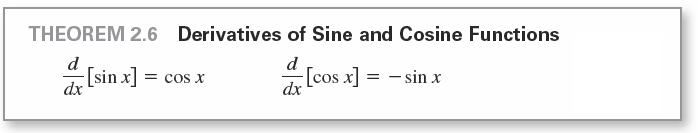 THEOREM 2.6 Derivatives of Sine and Cosine Functions
d/dx [sin x] = cos x d/dx [cos x] = − sin x